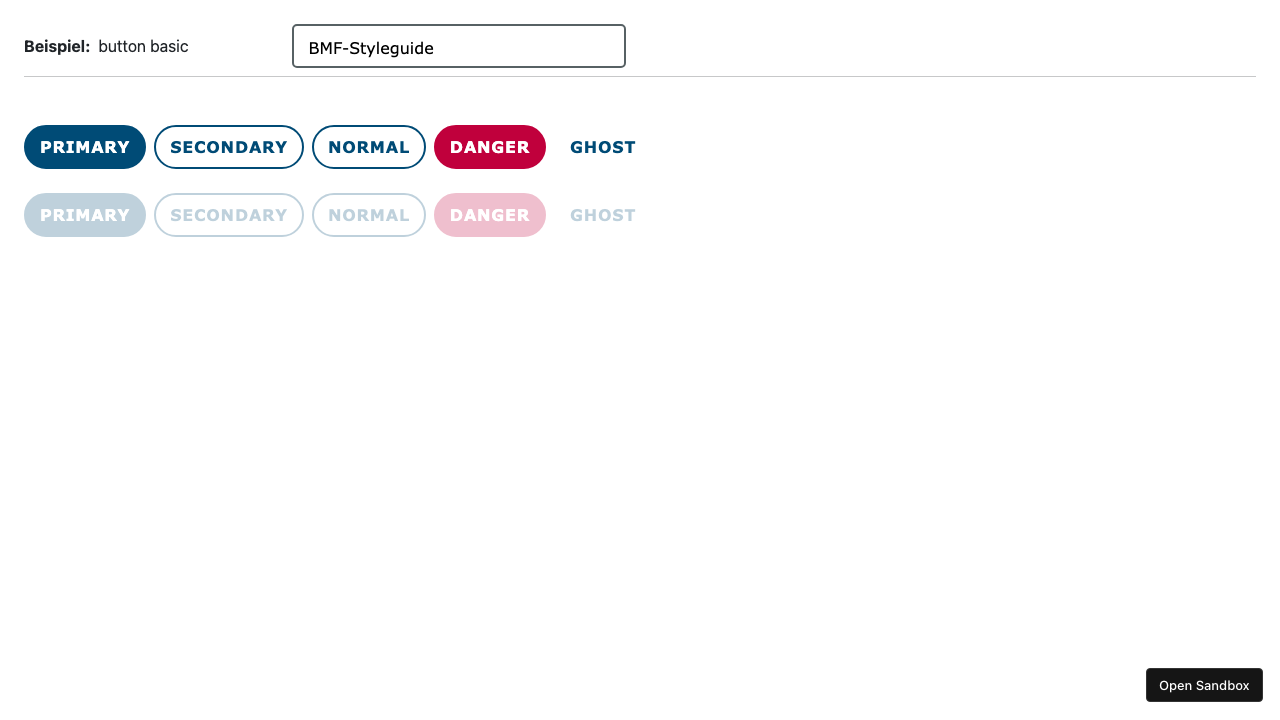 Beispiel: button basic BMF-Styleguide
PRIMARY SECONDARY NORMAL DANGER GHOST
PRIMARY SECONDARY NORMAL DANGER GHOST
Open Sandbox